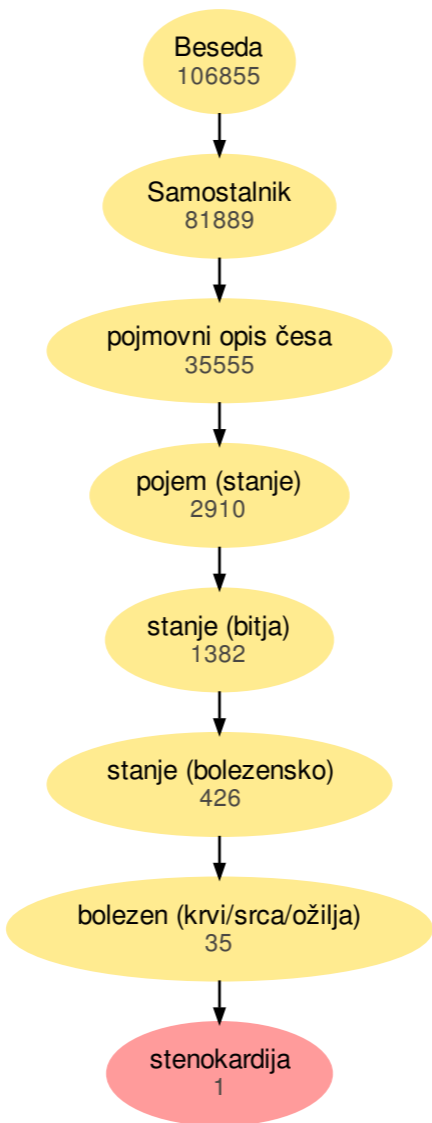 Beseda
106855
Samostalnik
81889
pojmovni opis česa
35555
pojem (stanje)
2910
stanje (bitja)
1382
stanje (bolezensko)
426
bolezen (krvi/srca/ožilja)
35
stenokardija
1